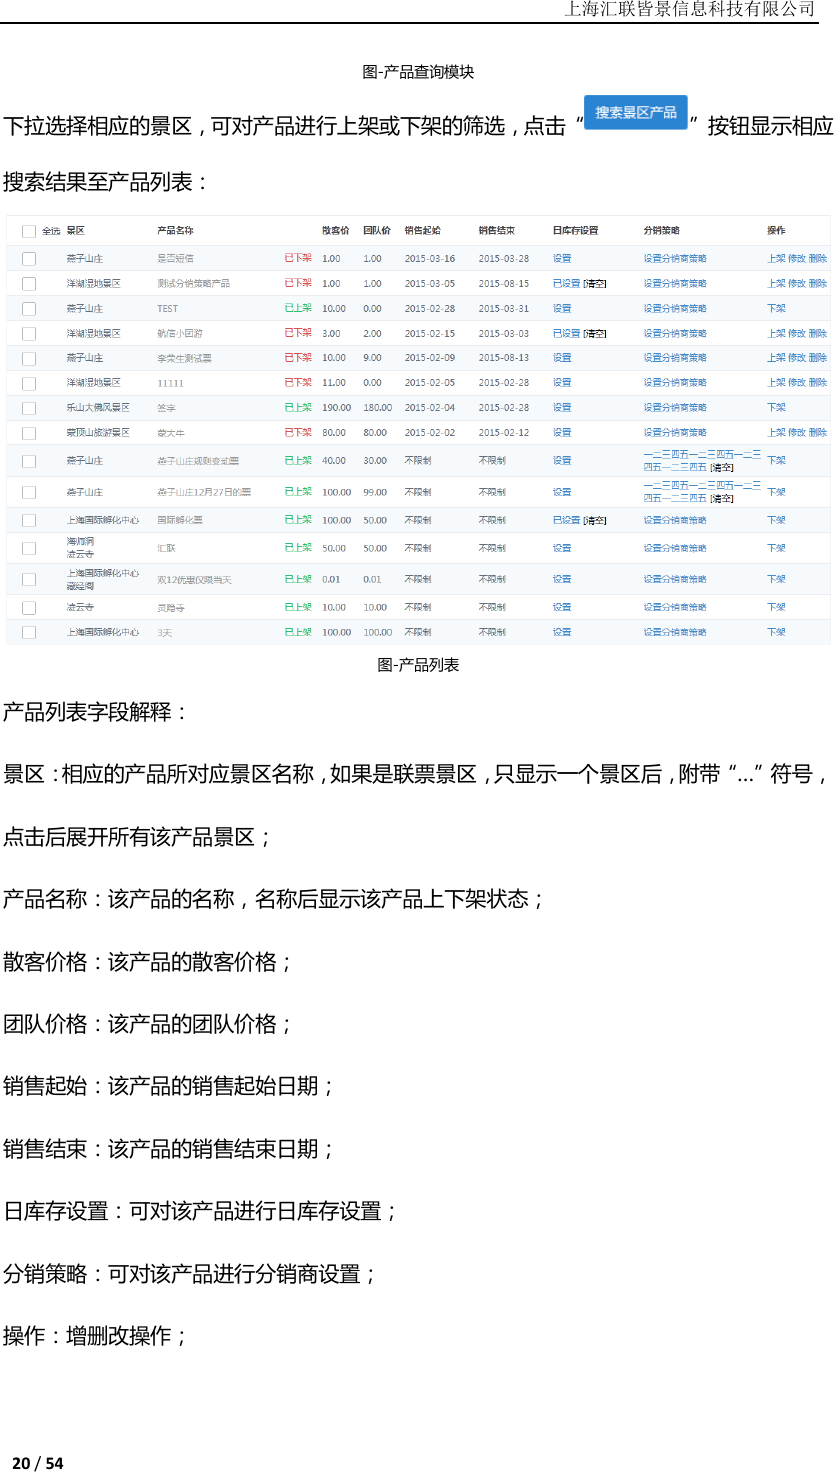 上海汇联皆景信息科技有限公司
图-产品查询模块
下拉选择相应的景区，可对产品进行上架或下架的筛选，点击“搜索景区产品”按钮显示相应
搜索结果至产品列表：
全选 景区 产品名称 散客价 团队价 销售起始 销售结束 日库存设置 分销策略 操作
燕子山庄 是否短信 已下架 1.00 1.00 2015-03-16 2015-03-28 设置 设置分销商策略 上架 修改 删除
洋湖湿地景区 测试分销策略产品 已下架 1.00 1.00 2015-03-05 2015-08-15 已设置 [清空] 设置分销商策略 上架 修改 删除
燕子山庄 TEST 已上架 10.00 0.00 2015-02-28 2015-03-31 设置 设置分销商策略 下架
洋湖湿地景区 航信小团游 已下架 3.00 2.00 2015-02-15 2015-03-03 已设置 [清空] 设置分销商策略 上架 修改 删除
燕子山庄 李荣生测试票 已下架 10.00 9.00 2015-02-09 2015-08-13 设置 设置分销商策略 上架 修改 删除
洋湖湿地景区 11111 已下架 11.00 0.00 2015-02-05 2015-02-28 设置 设置分销商策略 上架 修改 删除
乐山大佛风景区 签字 已上架 190.00 180.00 2015-02-04 2015-02-28 设置 设置分销商策略 下架
蒙顶山旅游景区 蒙大牛 已下架 80.00 80.00 2015-02-02 2015-02-12 设置 设置分销商策略 上架 修改 删除
燕子山庄 燕子山庄规则变动票 已上架 40.00 30.00 不限制 不限制 设置 一二三四五一二三四五一二三 下架
四五一二三四五 [清空]
燕子山庄 燕子山庄12月27日的票 已上架 100.00 99.00 不限制 不限制 设置 一二三四五一二三四五一二三 下架
四五一二三四五 [清空]
上海国际孵化中心 国际孵化票 已上架 100.00 50.00 不限制 不限制 已设置 [清空] 设置分销商策略 下架
海师洞
凌云寺 汇联 已上架 50.00 50.00 不限制 不限制 设置 设置分销商策略 下架
上海国际孵化中心
藏经阁 双12优惠仅限当天 已上架 0.01 0.01 不限制 不限制 设置 设置分销商策略 下架
凌云寺 灵隐寺 已上架 10.00 10.00 不限制 不限制 设置 设置分销商策略 下架
上海国际孵化中心 3天 已上架 100.00 100.00 不限制 不限制 设置 设置分销商策略 下架
图-产品列表
产品列表字段解释：
景区：相应的产品所对应景区名称，如果是联票景区，只显示一个景区后，附带“…”符号，
点击后展开所有该产品景区；
产品名称：该产品的名称，名称后显示该产品上下架状态；
散客价格：该产品的散客价格；
团队价格：该产品的团队价格；
销售起始：该产品的销售起始日期；
销售结束：该产品的销售结束日期；
日库存设置：可对该产品进行日库存设置；
分销策略：可对该产品进行分销商设置；
操作：增删改操作；
20 / 54